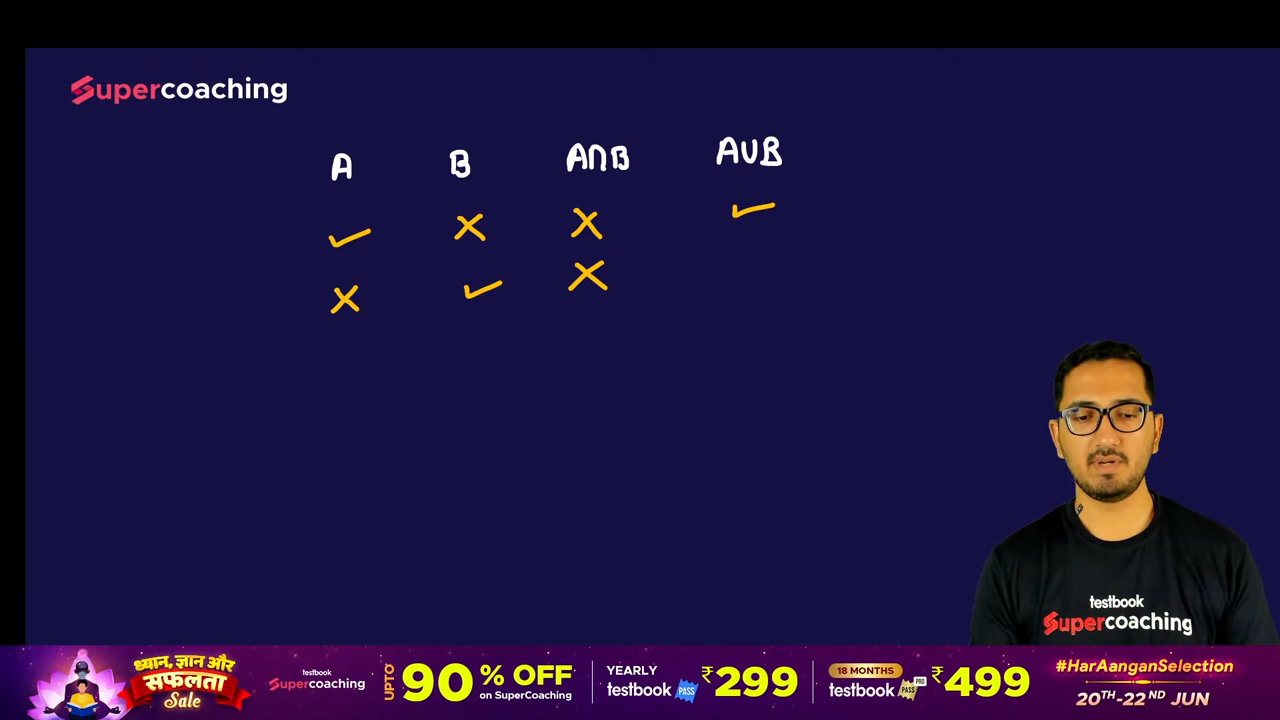 Supercoaching
A B A∩B A∪B
✓ ✗ ✗ ✓
✗ ✓ ✗
testbook
Supercoaching
ध्यान, ज्ञान और
सफलता
Sale
testbook
Supercoaching
UPTO 90% OFF
on SuperCoaching
YEARLY
testbook PASS ₹299
18 MONTHS
testbook PASS PRO ₹499
#HarAanganSelection
20TH-22ND JUN